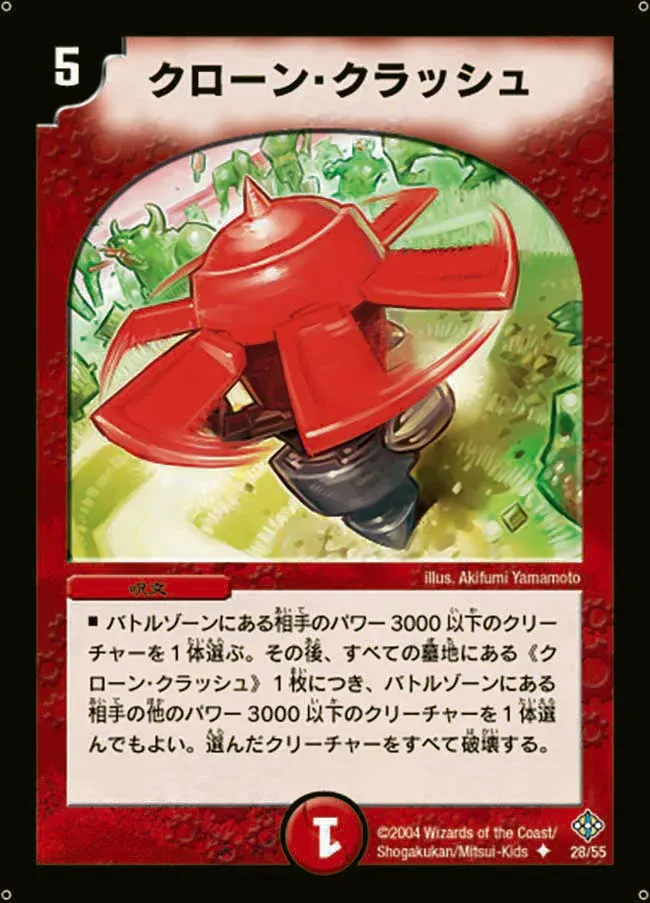 5
クローン・クラッシュ
illus. Akifumi Yamamoto
呪文
■ バトルゾーンにある相手のパワー3000以下のクリー
チャーを1体選ぶ。その後、すべての墓地にある《ク
ローン・クラッシュ》1枚につき、バトルゾーンにある
相手の他のパワー3000以下のクリーチャーを1体選
んでもよい。選んだクリーチャーをすべて破壊する。
1
©2004 Wizards of the Coast/
Shogakukan/Mitsui-Kids
28/55